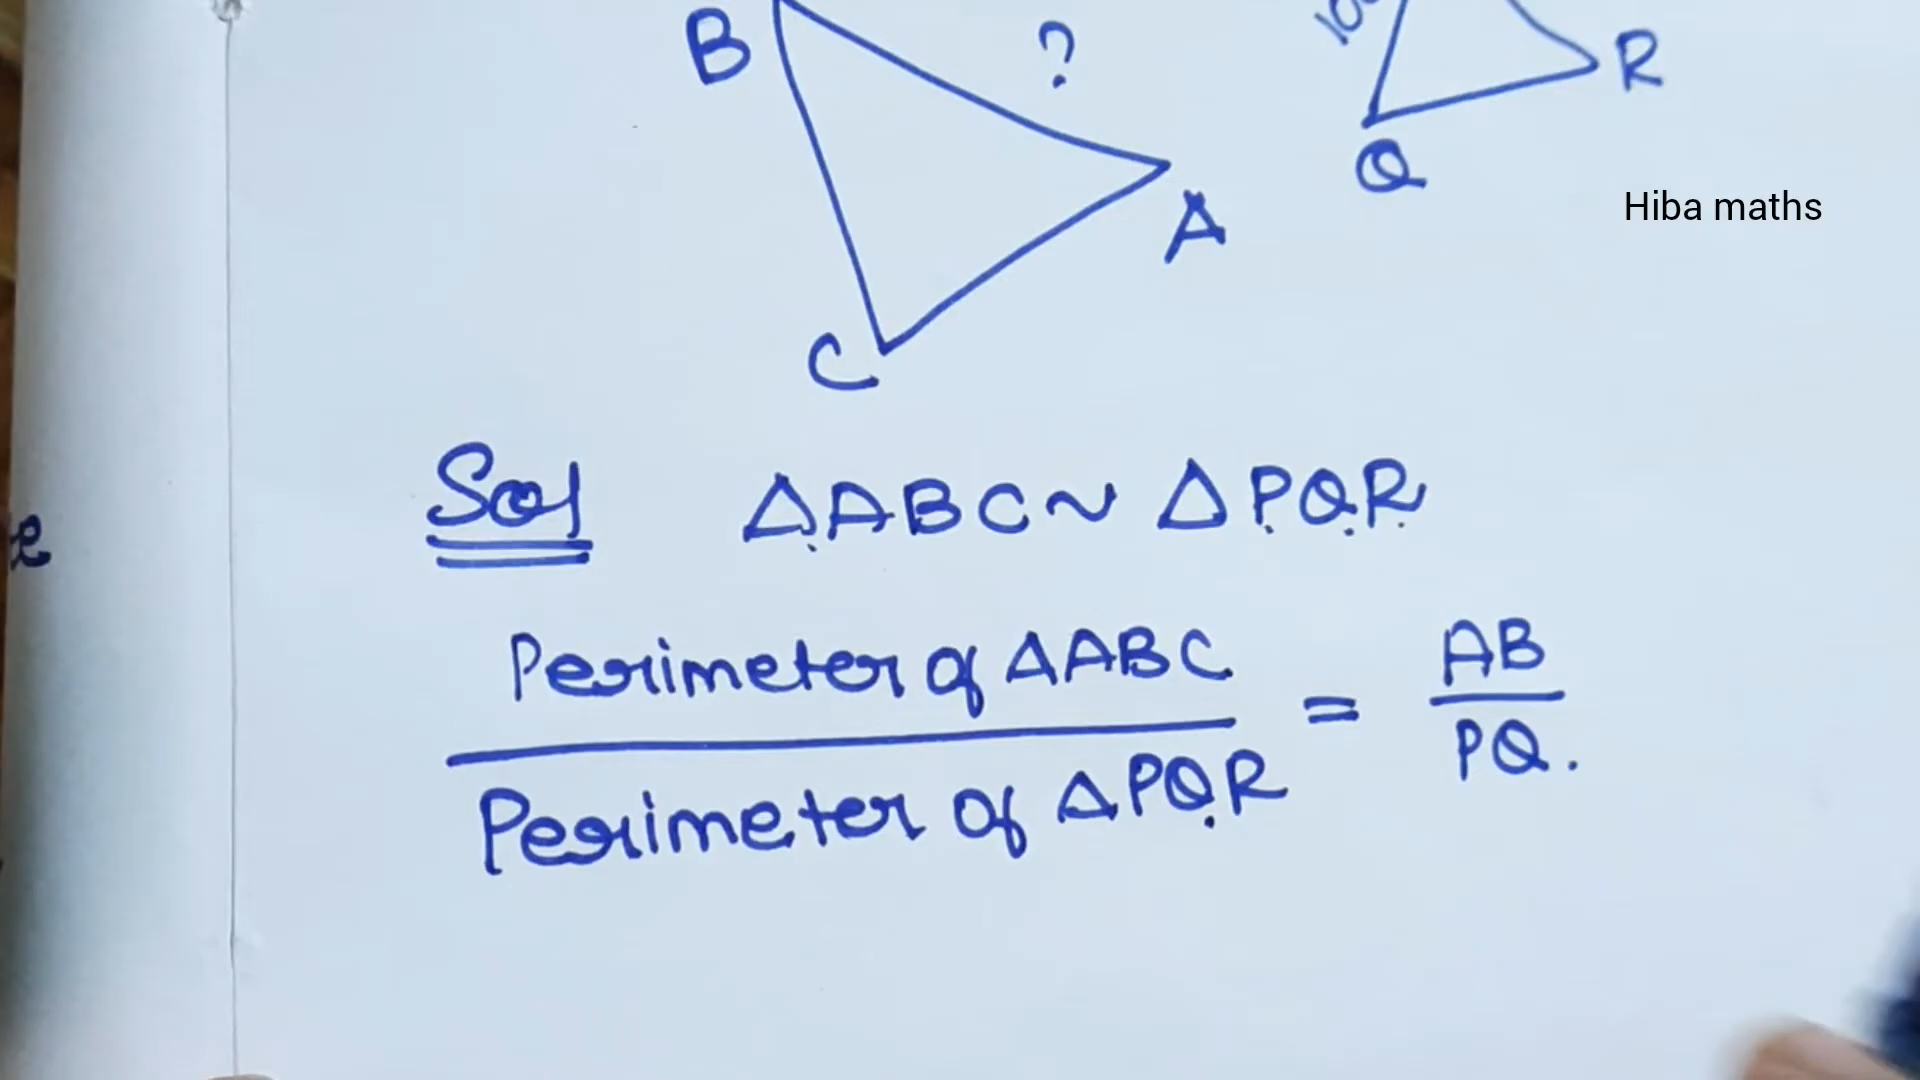 B
?
R
Q
A
Hiba maths
C
Sol ΔABC ~ ΔPQR
Perimeter of ΔABC / Perimeter of ΔPQR = AB / PQ.
e